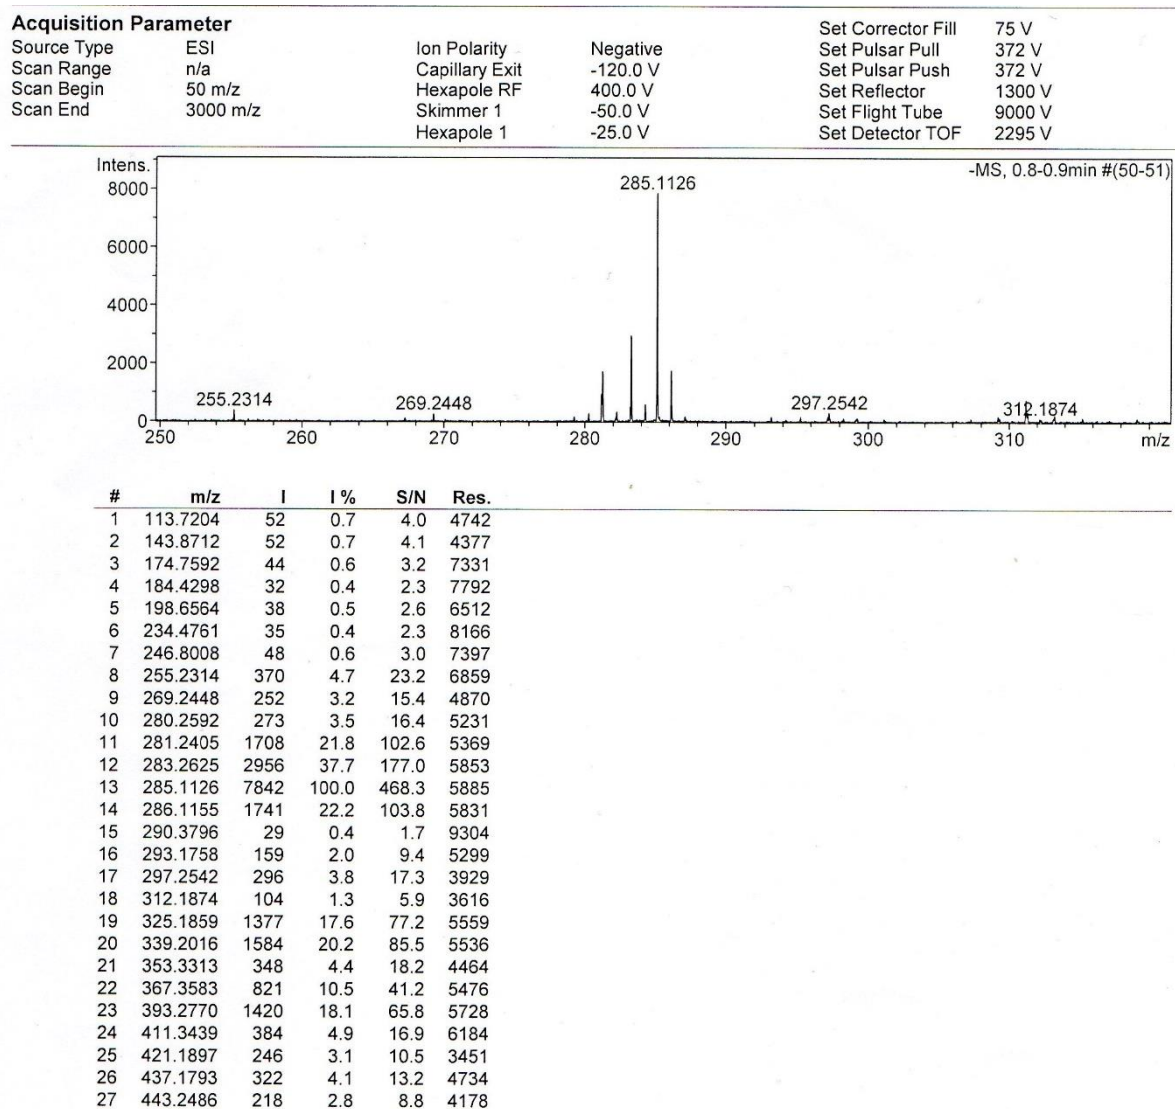 Acquisition Parameter
Source Type ESI Ion Polarity Negative Set Corrector Fill 75 V
Scan Range n/a Capillary Exit -120.0 V Set Pulsar Pull 372 V
Scan Begin 50 m/z Hexapole RF 400.0 V Set Pulsar Push 372 V
Scan End 3000 m/z Skimmer 1 -50.0 V Set Reflector 1300 V
Hexapole 1 -25.0 V Set Flight Tube 9000 V
Set Detector TOF 2295 V
Intens.
-MS, 0.8-0.9min #(50-51)
8000
285.1126
6000
4000
2000
255.2314 269.2448 297.2542 312.1874
0
250 260 270 280 290 300 310 m/z
# m/z I I % S/N Res.
1 113.7204 52 0.7 4.0 4742
2 143.8712 52 0.7 4.1 4377
3 174.7592 44 0.6 3.2 7331
4 184.4298 32 0.4 2.3 7792
5 198.6564 38 0.5 2.6 6512
6 234.4761 35 0.4 2.3 8166
7 246.8008 48 0.6 3.0 7397
8 255.2314 370 4.7 23.2 6859
9 269.2448 252 3.2 15.4 4870
10 280.2592 273 3.5 16.4 5231
11 281.2405 1708 21.8 102.6 5369
12 283.2625 2956 37.7 177.0 5853
13 285.1126 7842 100.0 468.3 5885
14 286.1155 1741 22.2 103.8 5831
15 290.3796 29 0.4 1.7 9304
16 293.1758 159 2.0 9.4 5299
17 297.2542 296 3.8 17.3 3929
18 312.1874 104 1.3 5.9 3616
19 325.1859 1377 17.6 77.2 5559
20 339.2016 1584 20.2 85.5 5536
21 353.3313 348 4.4 18.2 4464
22 367.3583 821 10.5 41.2 5476
23 393.2770 1420 18.1 65.8 5728
24 411.3439 384 4.9 16.9 6184
25 421.1897 246 3.1 10.5 3451
26 437.1793 322 4.1 13.2 4734
27 443.2486 218 2.8 8.8 4178